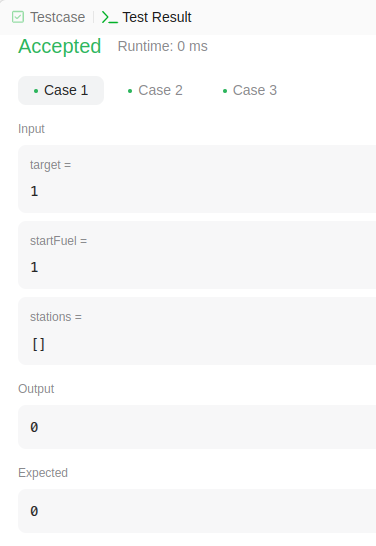 Testcase Test Result
Accepted Runtime: 0 ms
Case 1 Case 2 Case 3
Input
target =
1
startFuel =
1
stations =
[]
Output
0
Expected
0